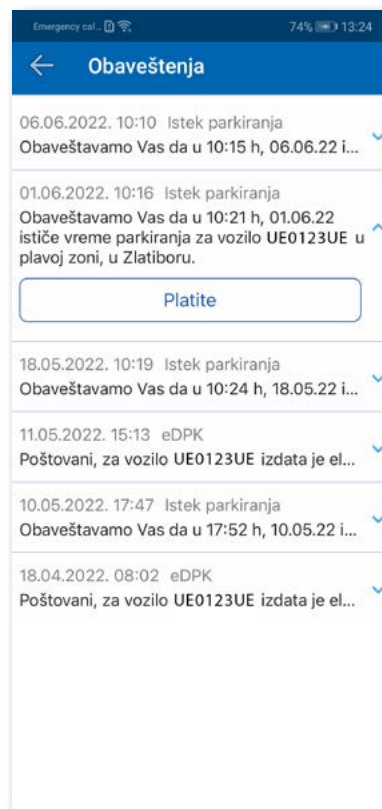 Emergency cal...
74%
13:24
Obaveštenja
06.06.2022. 10:10 Istek parkiranja
Obaveštavamo Vas da u 10:15 h, 06.06.22 i...
01.06.2022. 10:16 Istek parkiranja
Obaveštavamo Vas da u 10:21 h, 01.06.22
ističe vreme parkiranja za vozilo UE0123UE u
plavoj zoni, u Zlatiboru.
Platite
18.05.2022. 10:19 Istek parkiranja
Obaveštavamo Vas da u 10:24 h, 18.05.22 i...
11.05.2022. 15:13 eDPK
Poštovani, za vozilo UE0123UE izdata je el...
10.05.2022. 17:47 Istek parkiranja
Obaveštavamo Vas da u 17:52 h, 10.05.22 i...
18.04.2022. 08:02 eDPK
Poštovani, za vozilo UE0123UE izdata je el...